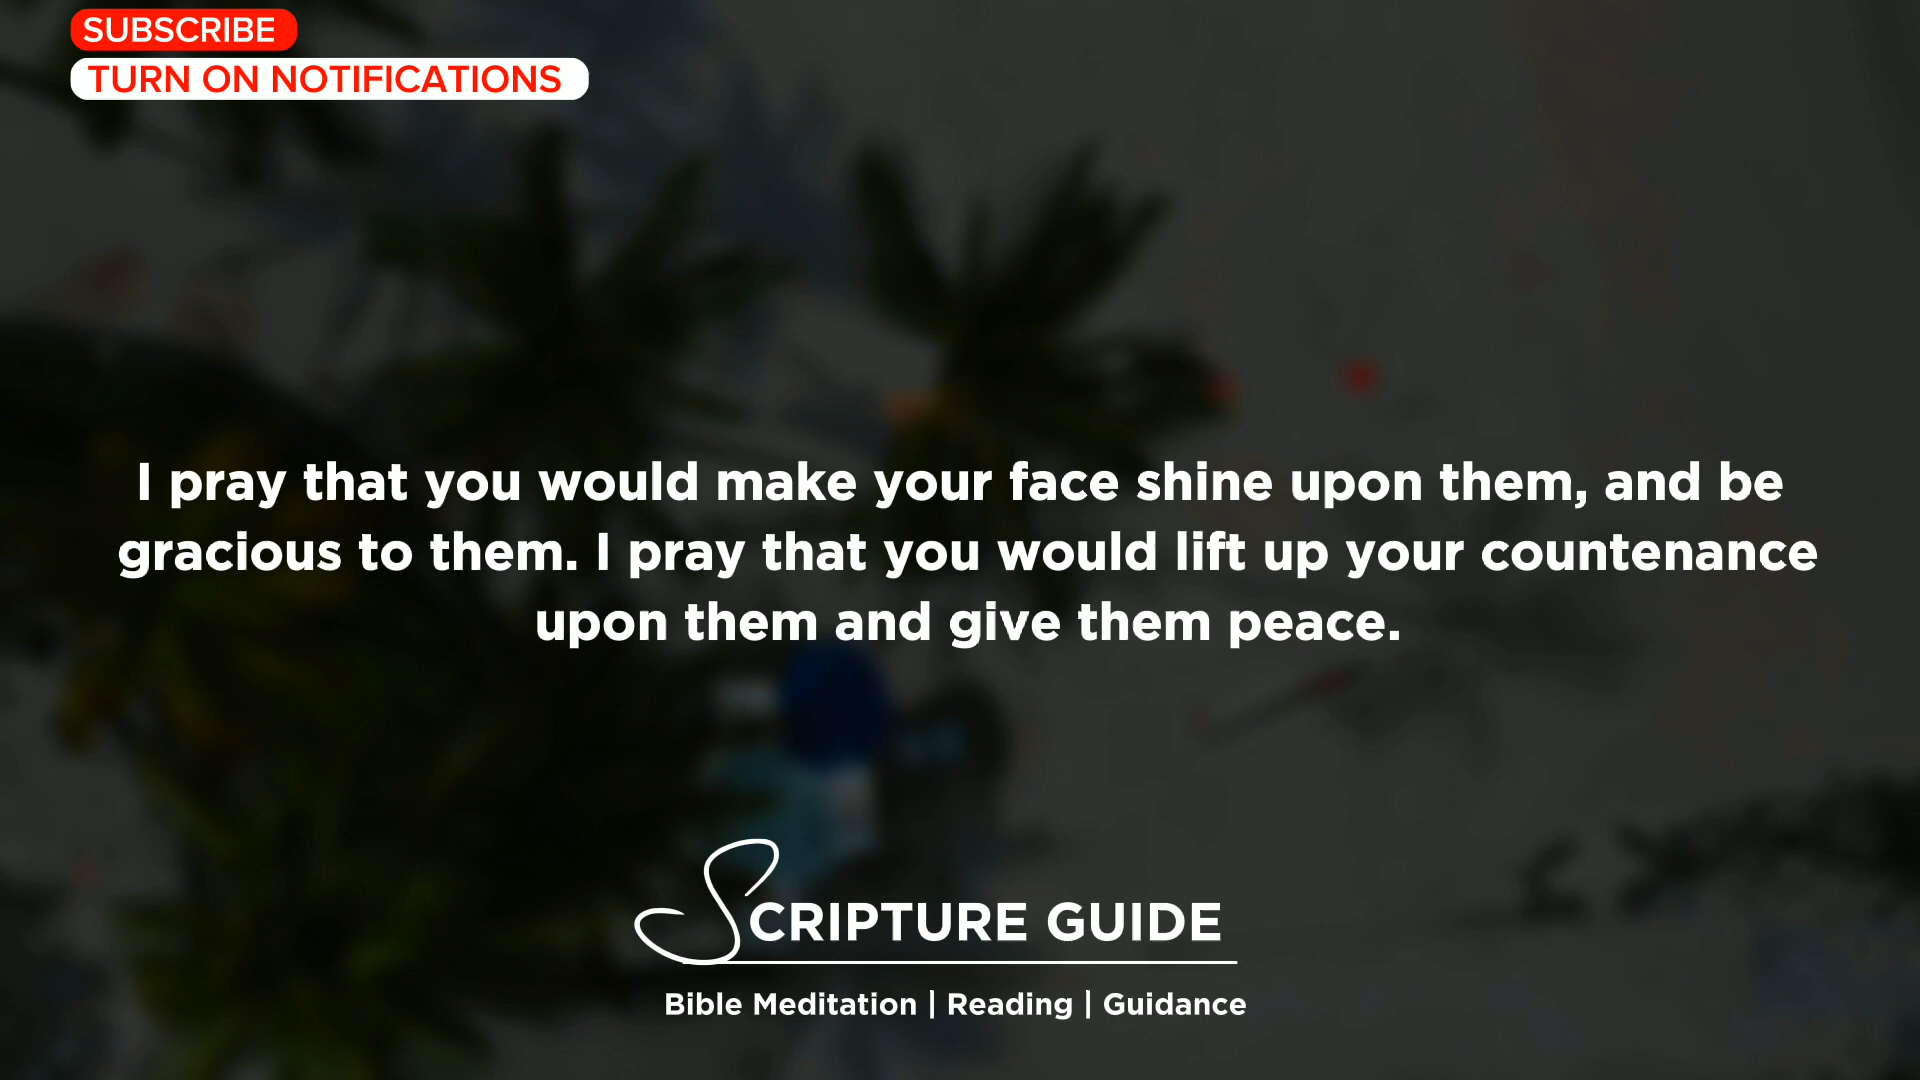 SUBSCRIBE
TURN ON NOTIFICATIONS
I pray that you would make your face shine upon them, and be
gracious to them. I pray that you would lift up your countenance
upon them and give them peace.
SCRIPTURE GUIDE
Bible Meditation | Reading | Guidance